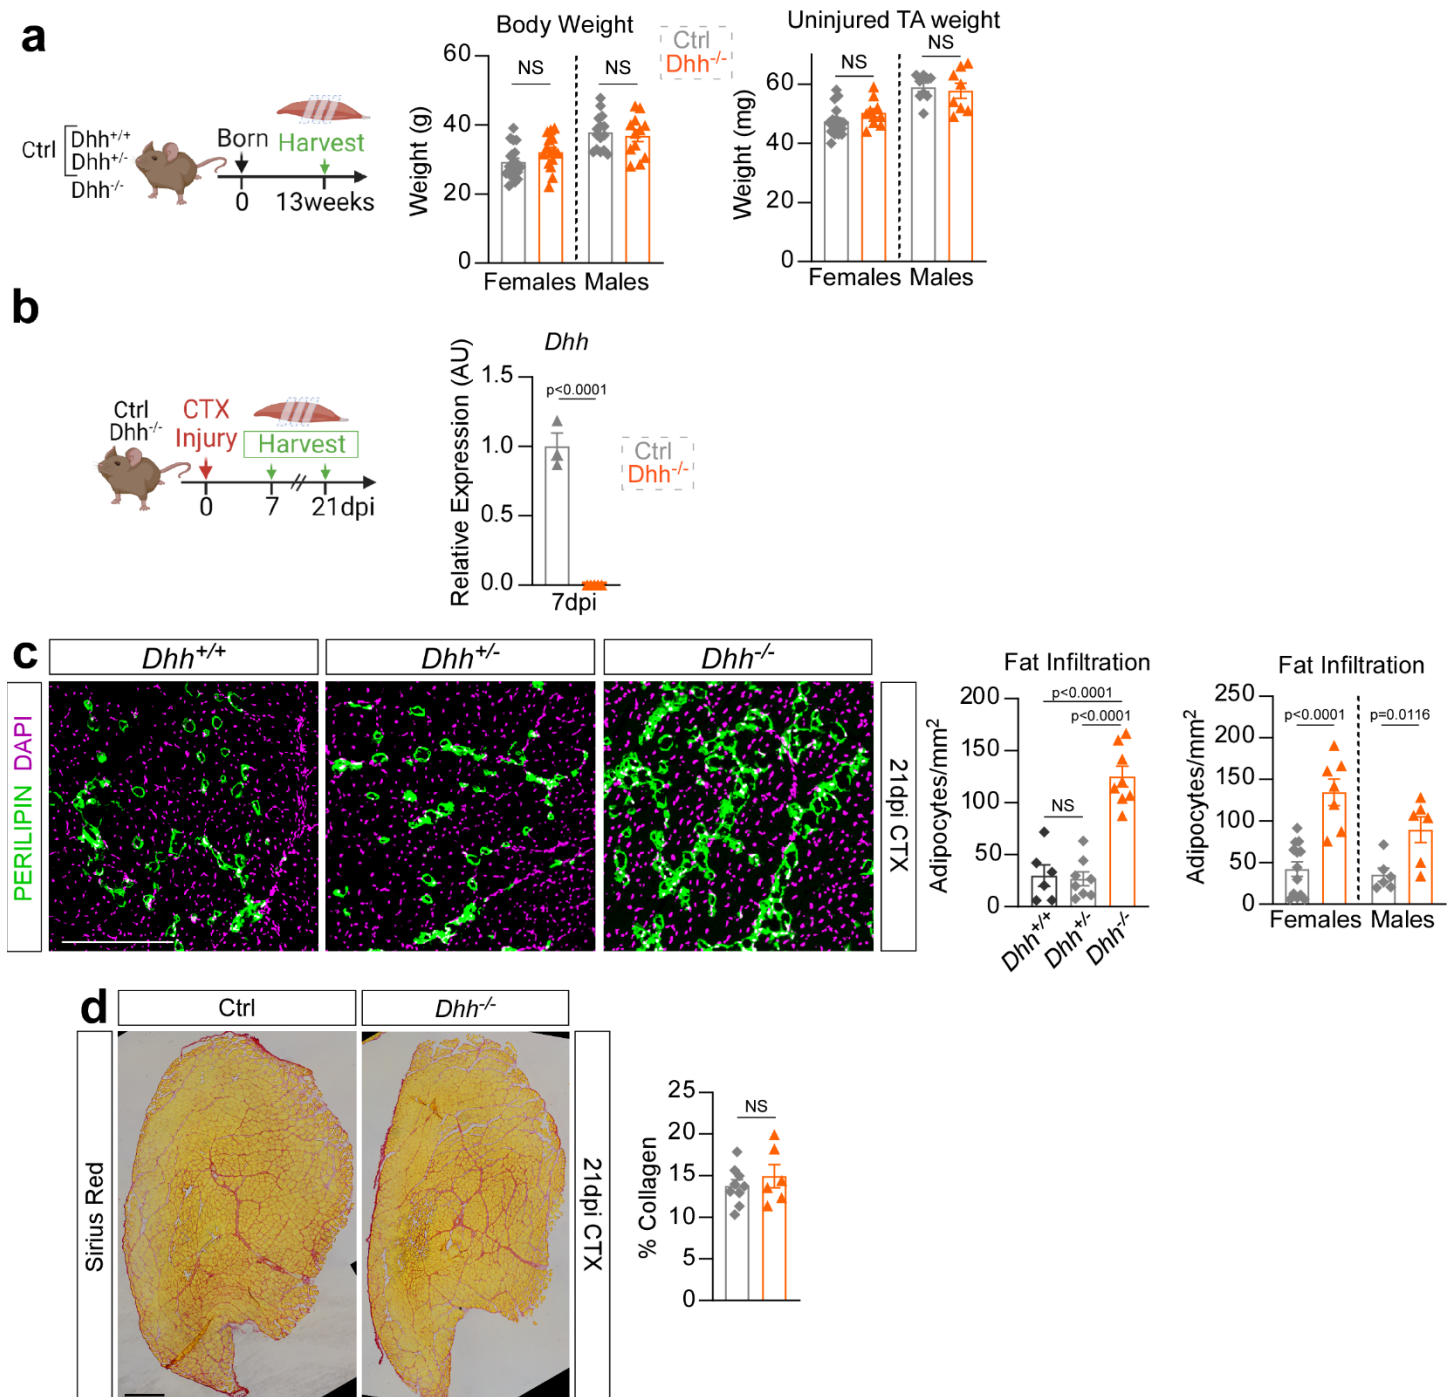 a
Ctrl
Dhh+/+
Dhh+/-
Dhh-/-
Born
Harvest
0
13weeks
Body Weight
Weight (g)
60
40
20
0
NS
NS
Females
Males
Ctrl
Dhh-/-
Uninjured TA weight
Weight (mg)
60
40
20
0
NS
NS
Females
Males
b
Ctrl
Dhh-/-
CTX
Injury
Harvest
0
7
21dpi
Dhh
Relative Expression (AU)
1.5
1.0
0.5
0.0
p<0.0001
7dpi
Ctrl
Dhh-/-
c
PERILIPIN DAPI
Dhh+/+
Dhh+/-
Dhh-/-
21dpi CTX
Fat Infiltration
Adipocytes/mm2
200
150
100
50
0
p<0.0001
p<0.0001
NS
Dhh+/+
Dhh+/-
Dhh-/-
Fat Infiltration
Adipocytes/mm2
250
200
150
100
50
0
p<0.0001
p=0.0116
Females
Males
d
Sirius Red
Ctrl
Dhh-/-
21dpi CTX
% Collagen
25
20
15
10
5
0
NS